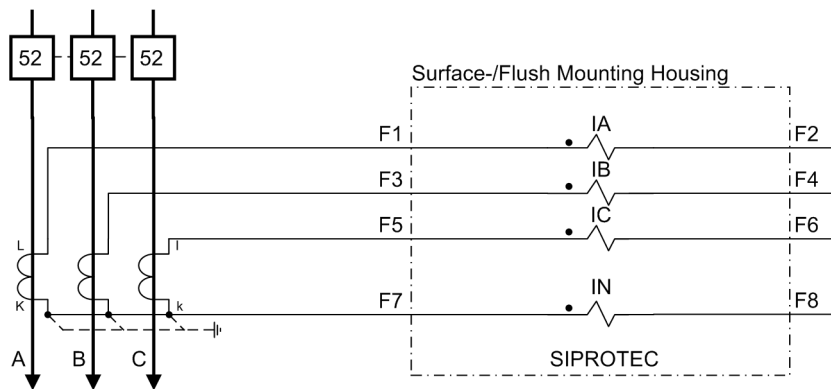 52 52 52
Surface-/Flush Mounting Housing
F1 IA F2
F3 IB F4
F5 IC F6
L l
K k
F7 IN F8
A B C
SIPROTEC